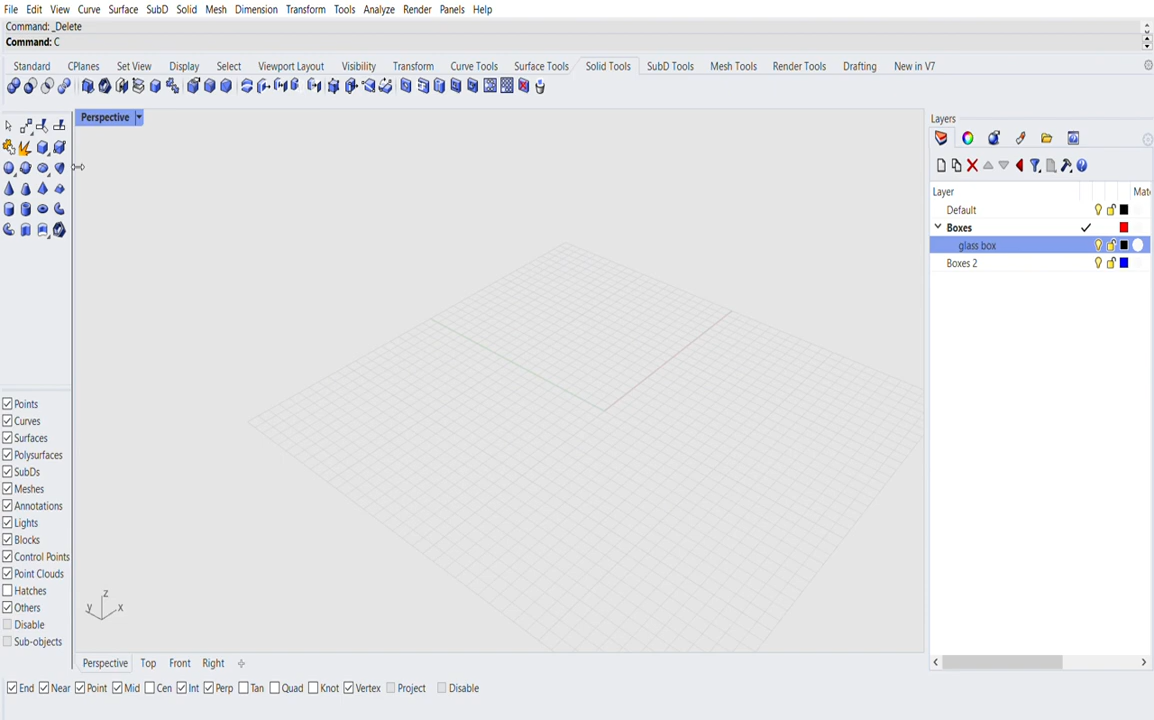 File Edit View Curve Surface SubD Solid Mesh Dimension Transform Tools Analyze Render Panels Help
Command: _Delete
Command: C
Standard CPlanes Set View Display Select Viewport Layout Visibility Transform Curve Tools Surface Tools Solid Tools SubD Tools Mesh Tools Render Tools Drafting New in V7
Perspective
Layers
Layer Mat
Default
Boxes
glass box
Boxes 2
Points
Curves
Surfaces
Polysurfaces
SubDs
Meshes
Annotations
Lights
Blocks
Control Points
Point Clouds
Hatches
Others
Disable
Sub-objects
z
y x
Perspective Top Front Right
End Near Point Mid Cen Int Perp Tan Quad Knot Vertex Project Disable